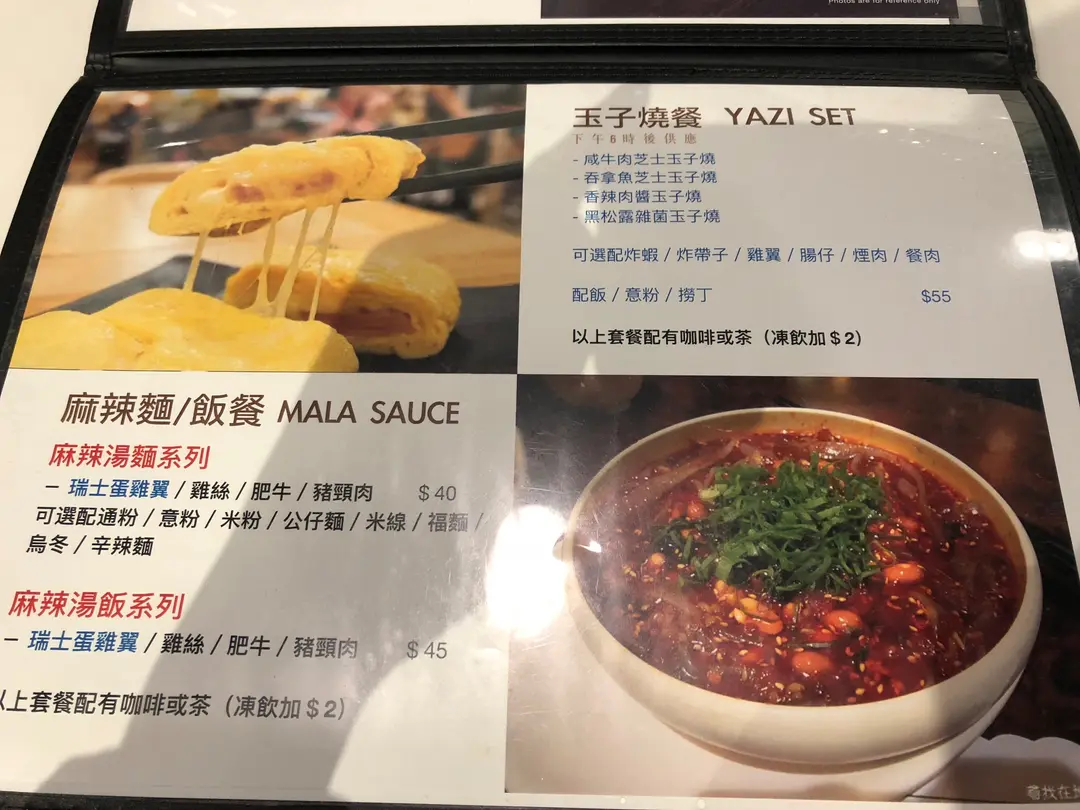 Photos are for reference only
玉子燒餐 YAZI SET
下午6時後供應
- 咸牛肉芝士玉子燒
- 吞拿魚芝士玉子燒
- 香辣肉醬玉子燒
- 黑松露雜菌玉子燒
可選配炸蝦 / 炸帶子 / 雞翼 / 腸仔 / 煙肉 / 餐肉
配飯 / 意粉 / 撈丁 $55
以上套餐配有咖啡或茶（凍飲加 $ 2）
麻辣麵/飯餐 MALA SAUCE
麻辣湯麵系列
– 瑞士蛋雞翼 / 雞絲 / 肥牛 / 豬頸肉 $ 40
可選配通粉 / 意粉 / 米粉 / 公仔麵 / 米線 / 福麵 /
烏冬 / 辛辣麵
麻辣湯飯系列
– 瑞士蛋雞翼 / 雞絲 / 肥牛 / 豬頸肉 $ 45
以上套餐配有咖啡或茶（凍飲加 $ 2）
尋找在